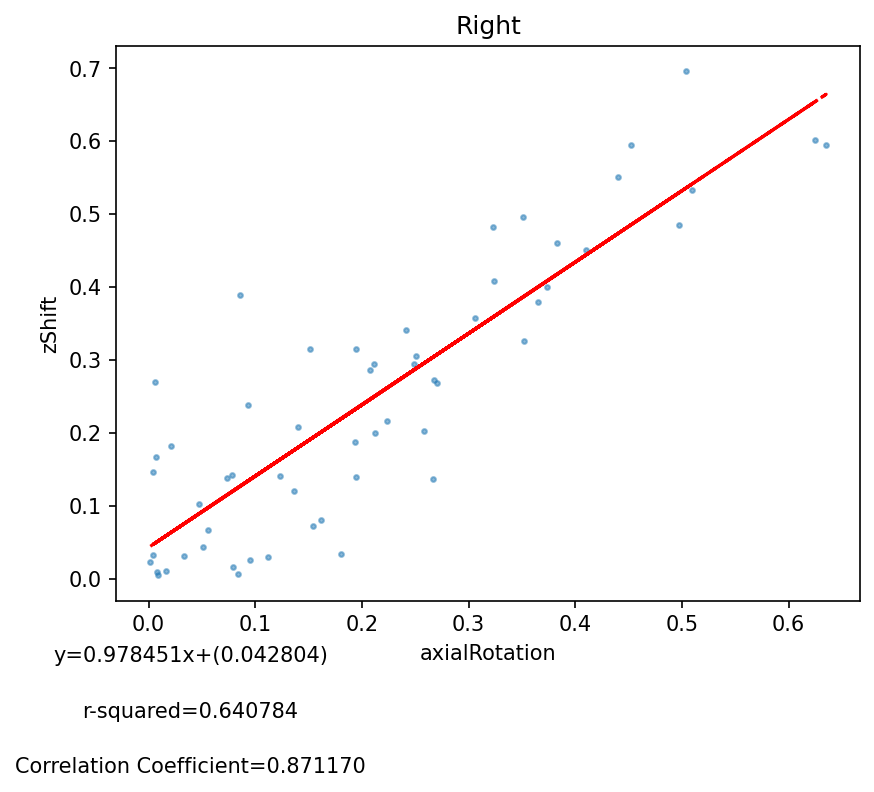 Right
0.7
0.6
0.5
0.4
0.3
0.2
0.1
0.0
zShift
0.0 0.1 0.2 0.3 0.4 0.5 0.6
axialRotation
y=0.978451x+(0.042804)
r-squared=0.640784
Correlation Coefficient=0.871170